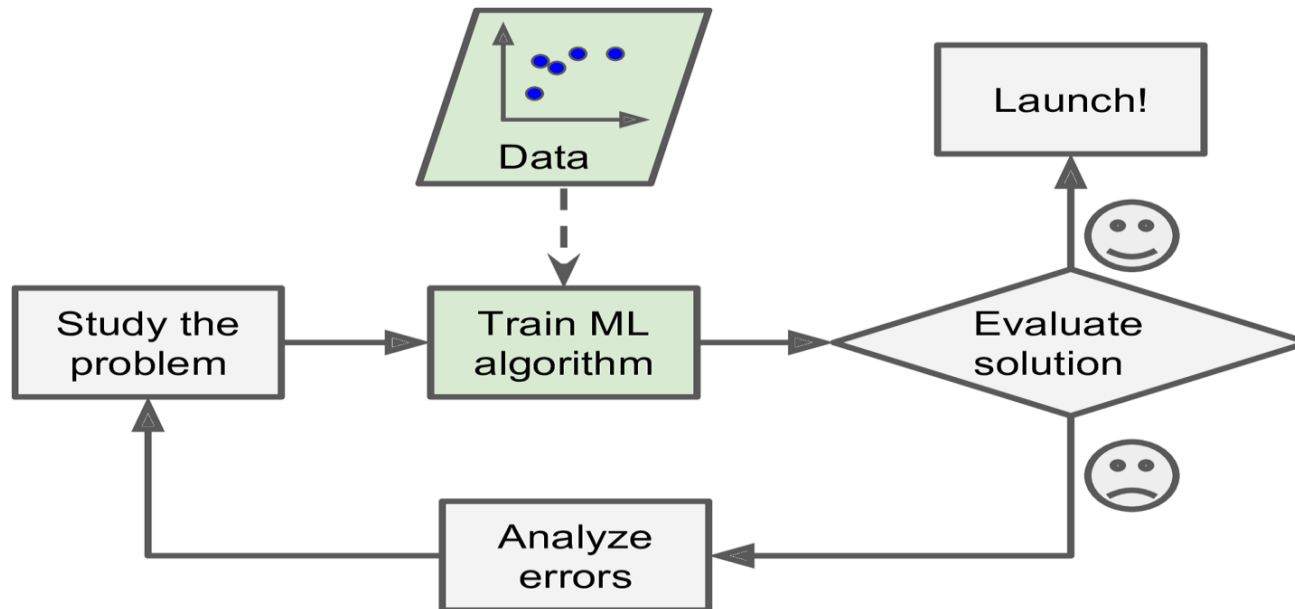 Data
Launch!
Study the
problem
Train ML
algorithm
Evaluate
solution
Analyze
errors